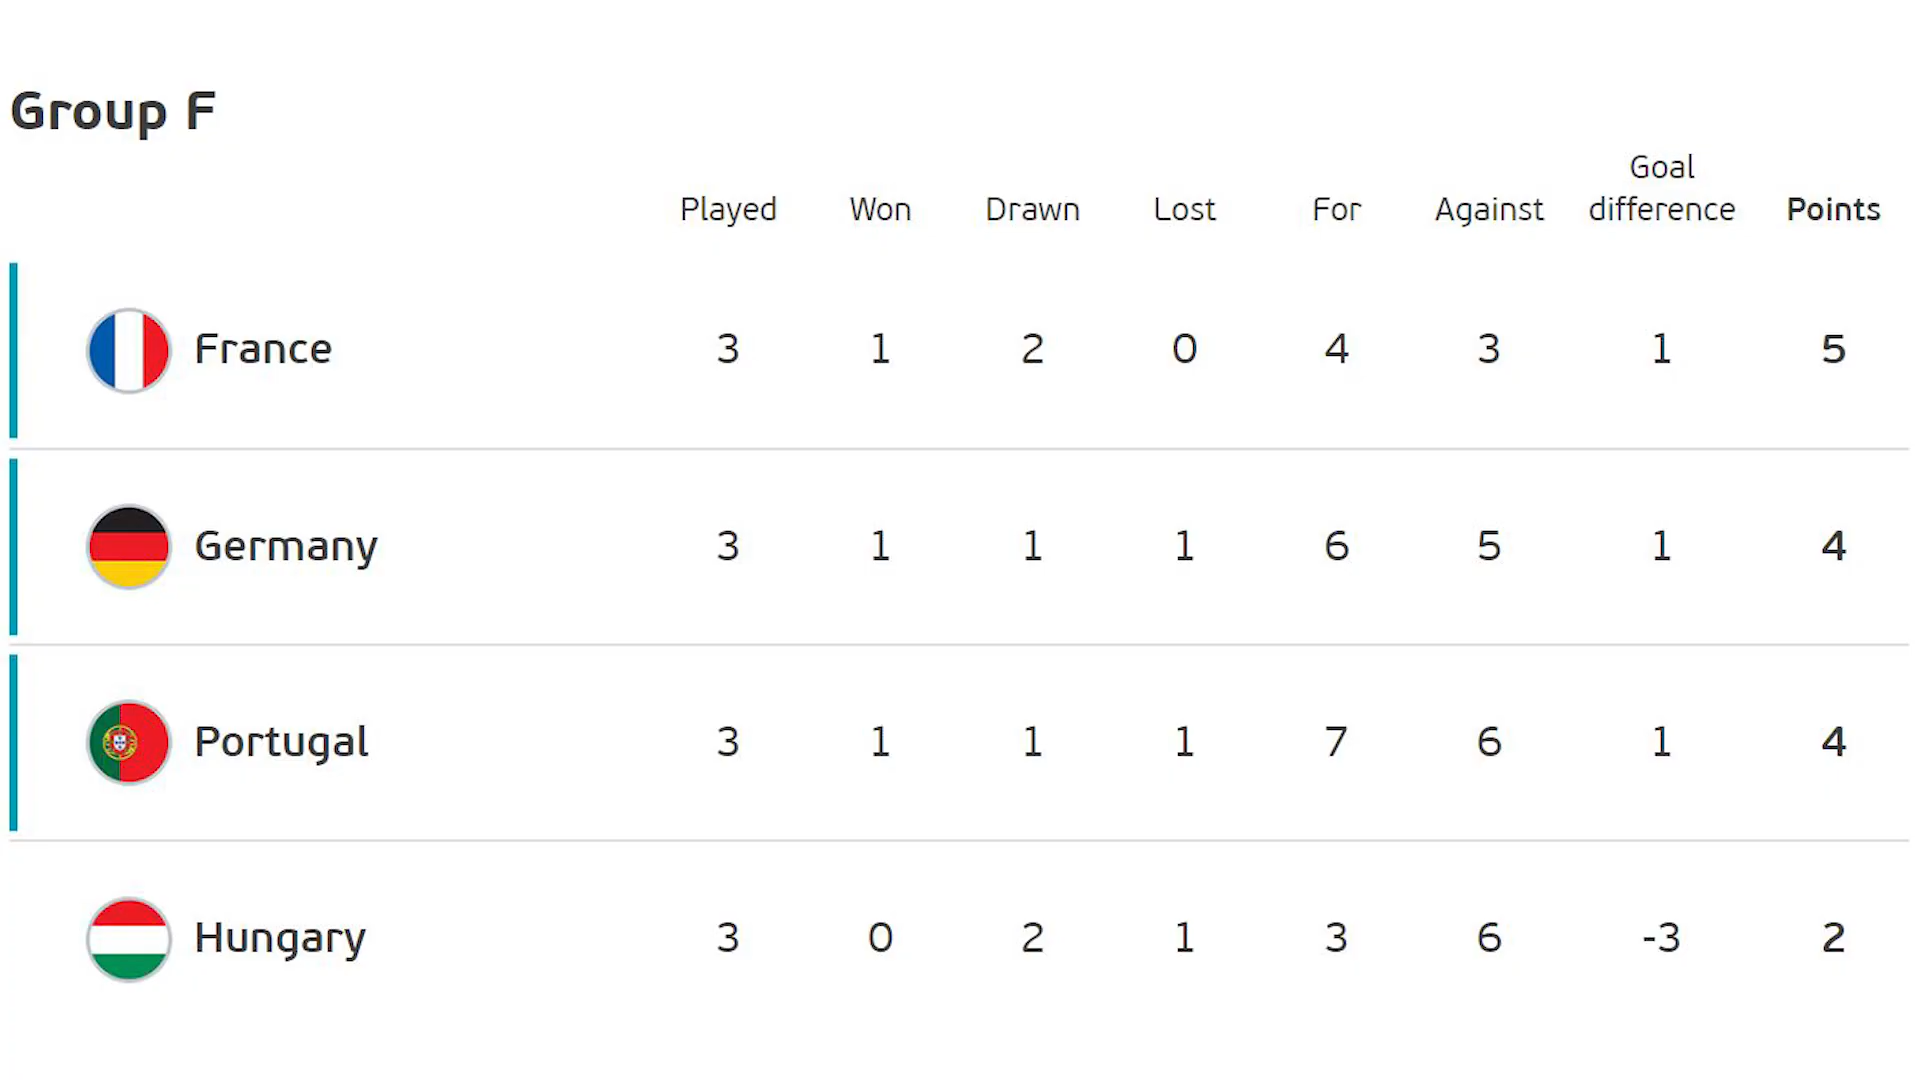 Group F
Played Won Drawn Lost For Against Goal difference Points
France 3 1 2 0 4 3 1 5
Germany 3 1 1 1 6 5 1 4
Portugal 3 1 1 1 7 6 1 4
Hungary 3 0 2 1 3 6 -3 2